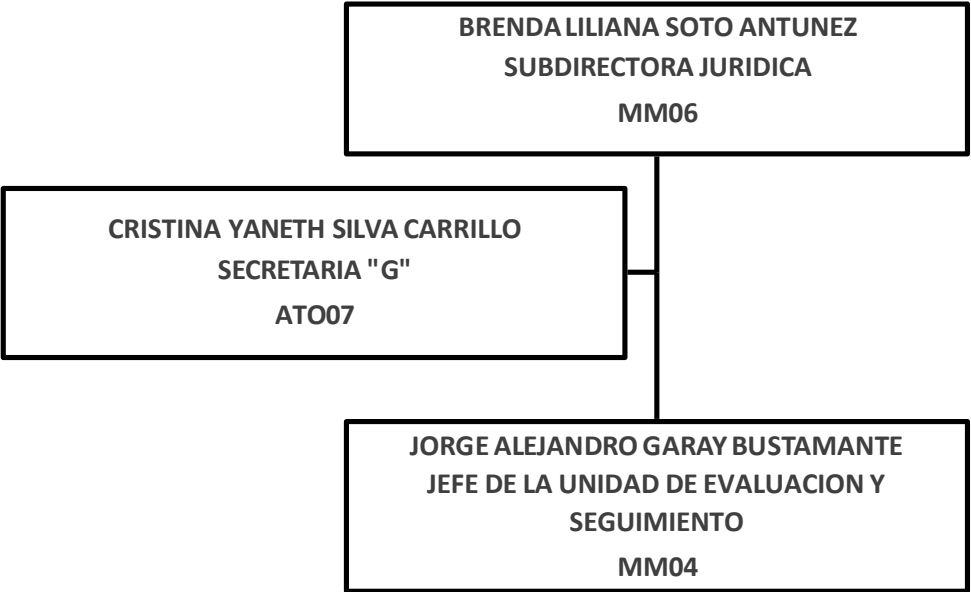 BRENDA LILIANA SOTO ANTUNEZ
SUBDIRECTORA JURIDICA
MM06
CRISTINA YANETH SILVA CARRILLO
SECRETARIA "G"
ATO07
JORGE ALEJANDRO GARAY BUSTAMANTE
JEFE DE LA UNIDAD DE EVALUACION Y
SEGUIMIENTO
MM04